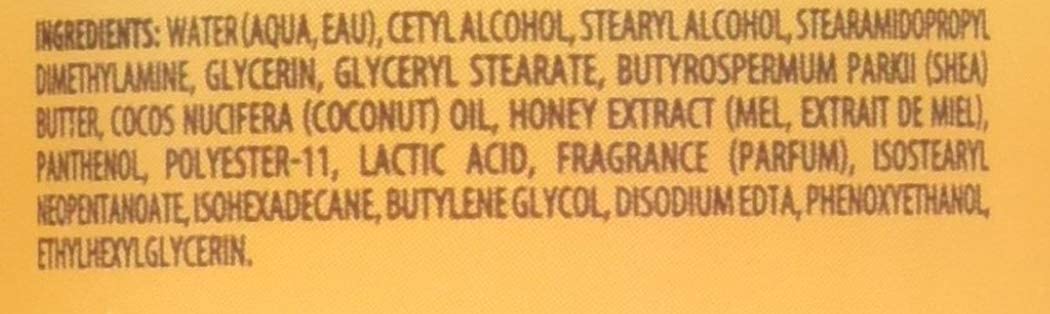 INGREDIENTS: WATER (AQUA, EAU), CETYL ALCOHOL, STEARYL ALCOHOL, STEARAMIDOPROPYL
DIMETHYLAMINE, GLYCERIN, GLYCERYL STEARATE, BUTYROSPERMUM PARKII (SHEA)
BUTTER, COCOS NUCIFERA (COCONUT) OIL, HONEY EXTRACT (MEL, EXTRAIT DE MIEL),
PANTHENOL, POLYESTER-11, LACTIC ACID, FRAGRANCE (PARFUM), ISOSTEARYL
NEOPENTANOATE, ISOHEXADECANE, BUTYLENE GLYCOL, DISODIUM EDTA, PHENOXYETHANOL,
ETHYLHEXYLGLYCERIN.